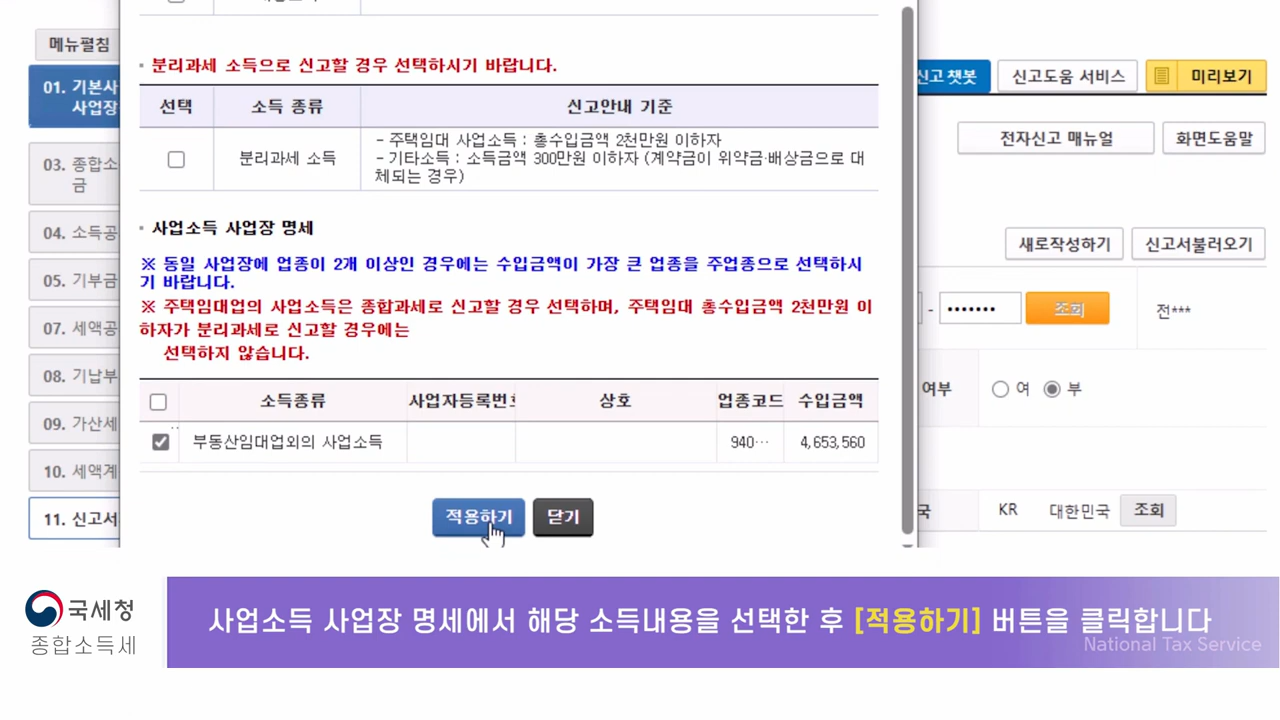 메뉴펼침
01. 기본사
사업장
03. 종합소
금
04. 소득공
05. 기부금
07. 세액공
08. 기납부
09. 가산세
10. 세액계
11. 신고서
분리과세 소득으로 신고할 경우 선택하시기 바랍니다.
선택 소득 종류 신고안내 기준
분리과세 소득
- 주택임대 사업소득 : 총수입금액 2천만원 이하자
- 기타소득 : 소득금액 300만원 이하자 (계약금이 위약금·배상금으로 대
체되는 경우)
사업소득 사업장 명세
※ 동일 사업장에 업종이 2개 이상인 경우에는 수입금액이 가장 큰 업종을 주업종으로 선택하시
기 바랍니다.
※ 주택임대업의 사업소득은 종합과세로 신고할 경우 선택하며, 주택임대 총수입금액 2천만원 이
하자가 분리과세로 신고할 경우에는
선택하지 않습니다.
소득종류 사업자등록번호 상호 업종코드 수입금액
부동산임대업외의 사업소득 940… 4,653,560
적용하기 닫기
신고 챗봇 신고도움 서비스 미리보기
전자신고 매뉴얼 화면도움말
새로작성하기 신고서불러오기
- ••••••• 조회 전***
여부 여 부
국 KR 대한민국 조회
국세청
종합소득세
사업소득 사업장 명세에서 해당 소득내용을 선택한 후 [적용하기] 버튼을 클릭합니다
National Tax Service